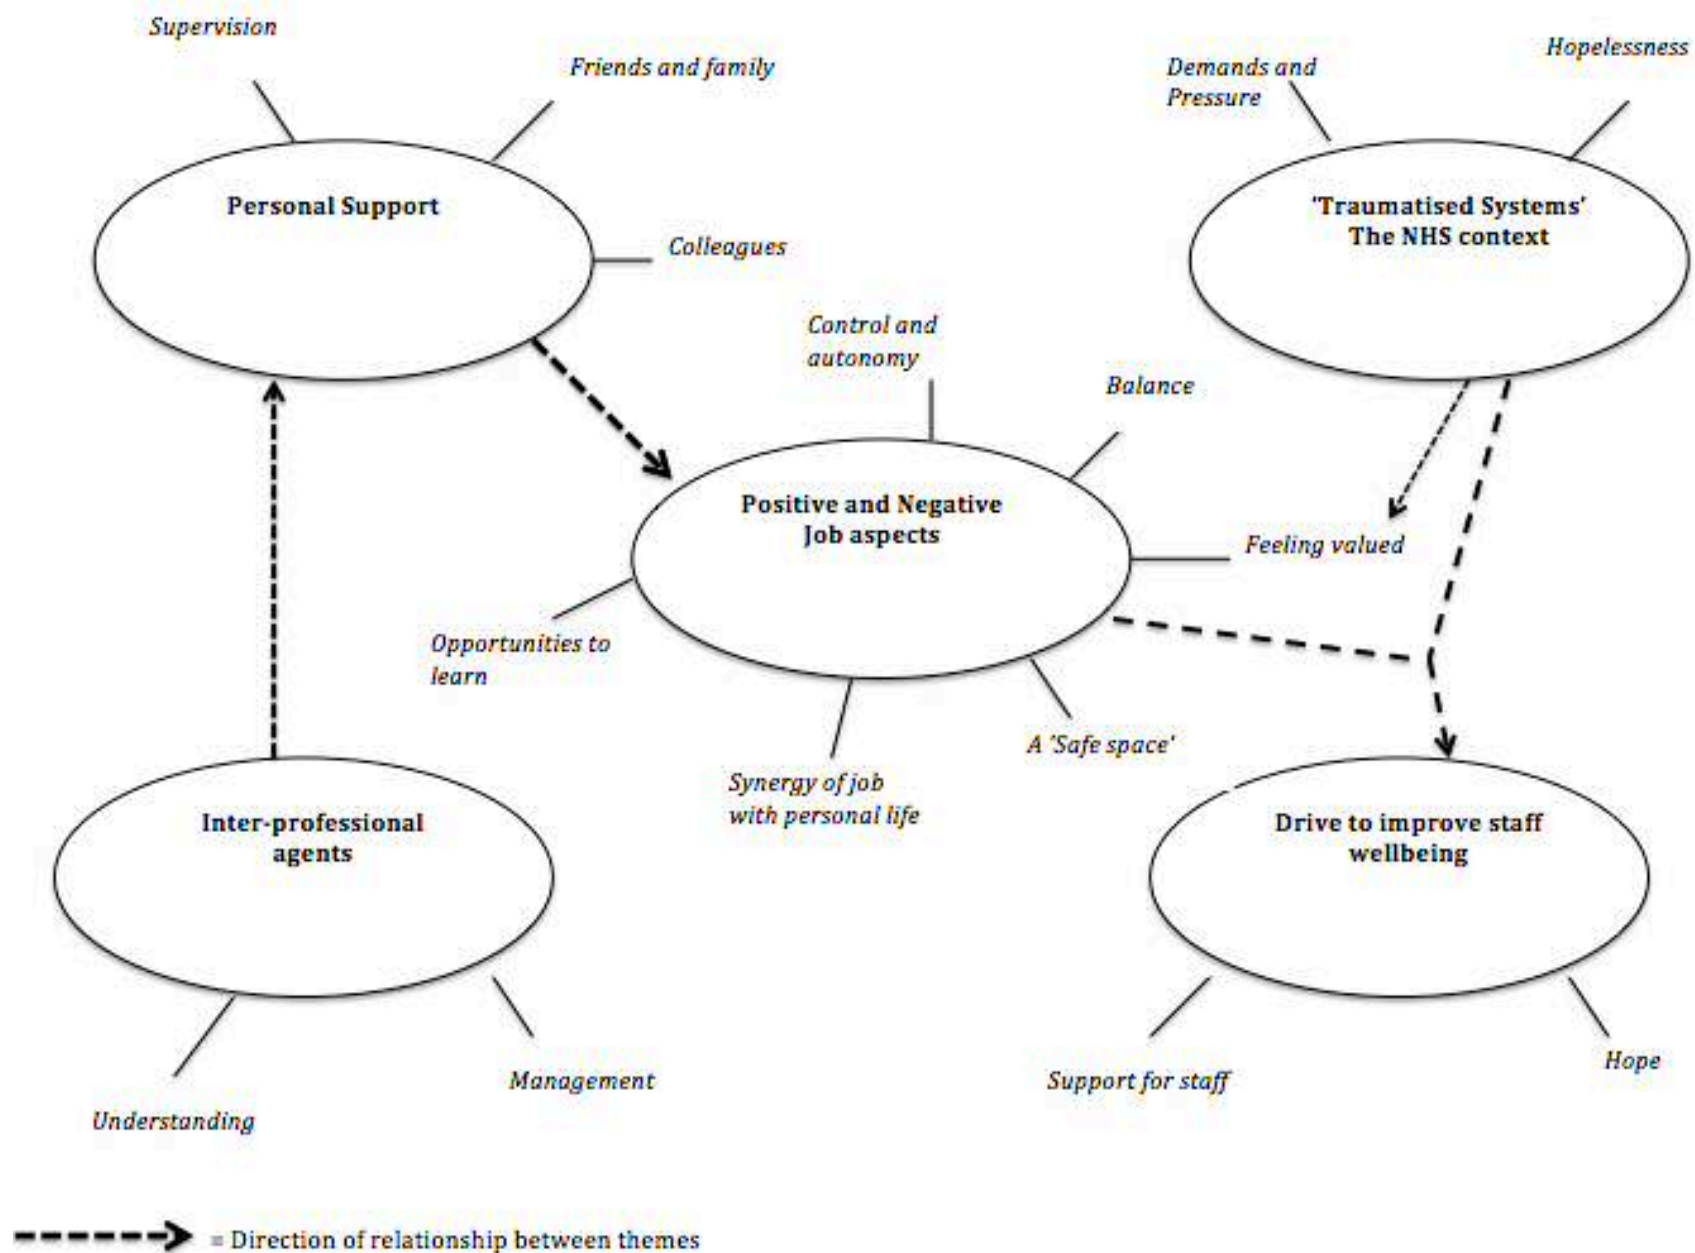 Supervision
Friends and family
Personal Support
Colleagues
Demands and
Pressure
Hopelessness
'Traumatised Systems'
The NHS context
Control and
autonomy
Balance
Positive and Negative
Job aspects
Feeling valued
Opportunities to
learn
Synergy of job
with personal life
A 'Safe space'
Inter-professional
agents
Understanding
Management
Drive to improve staff
wellbeing
Support for staff
Hope
= Direction of relationship between themes